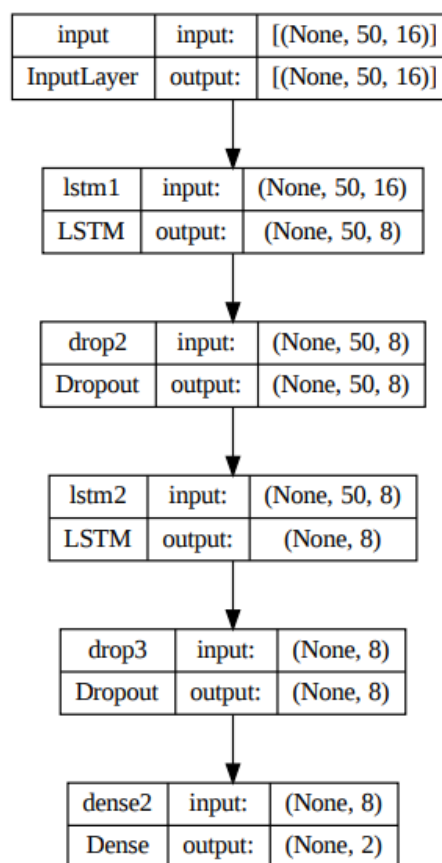 input input: [(None, 50, 16)]
InputLayer output: [(None, 50, 16)]
lstm1 input: (None, 50, 16)
LSTM output: (None, 50, 8)
drop2 input: (None, 50, 8)
Dropout output: (None, 50, 8)
lstm2 input: (None, 50, 8)
LSTM output: (None, 8)
drop3 input: (None, 8)
Dropout output: (None, 8)
dense2 input: (None, 8)
Dense output: (None, 2)